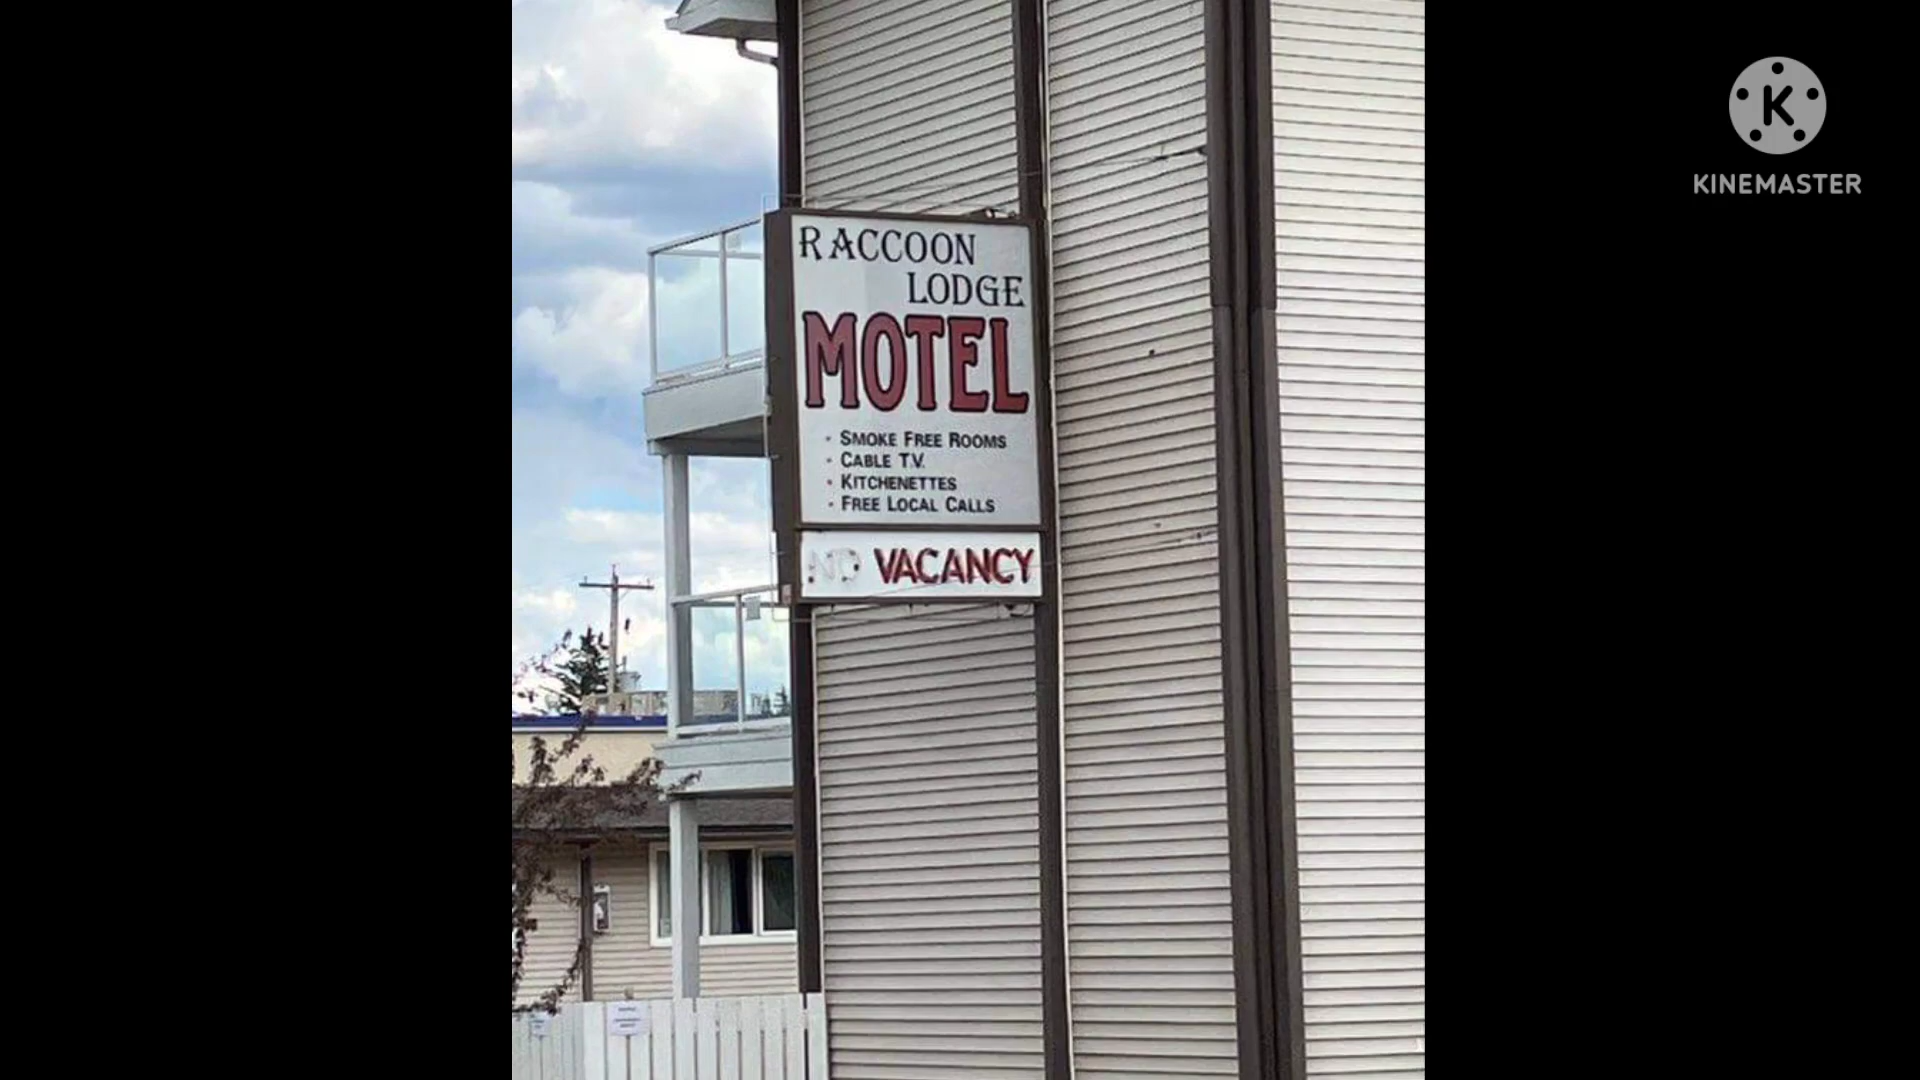 RACCOON
LODGE
MOTEL
• SMOKE FREE ROOMS
• CABLE T.V.
• KITCHENETTES
• FREE LOCAL CALLS
NO VACANCY
K
KINEMASTER